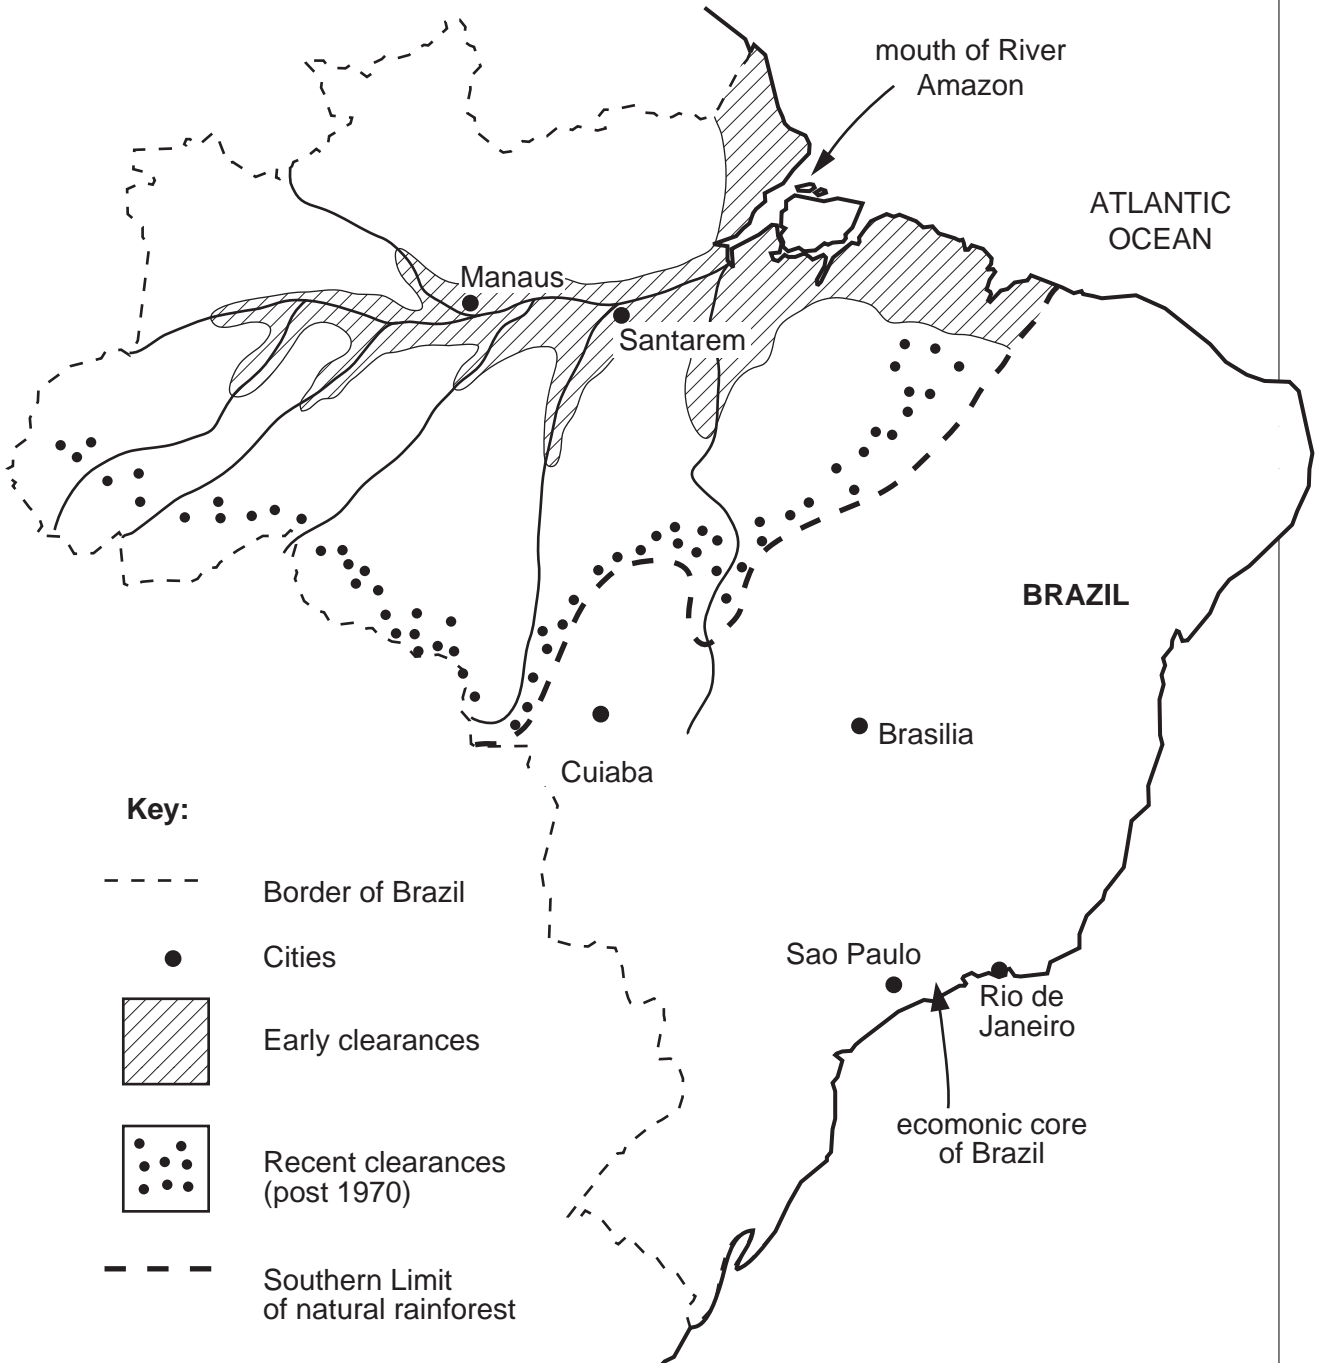 mouth of River
Amazon
ATLANTIC
OCEAN
Manaus
Santarem
BRAZIL
Brasilia
Cuiaba
Key:
Border of Brazil
Cities
Early clearances
Recent clearances
(post 1970)
Southern Limit
of natural rainforest
Sao Paulo
Rio de
Janeiro
ecomonic core
of Brazil